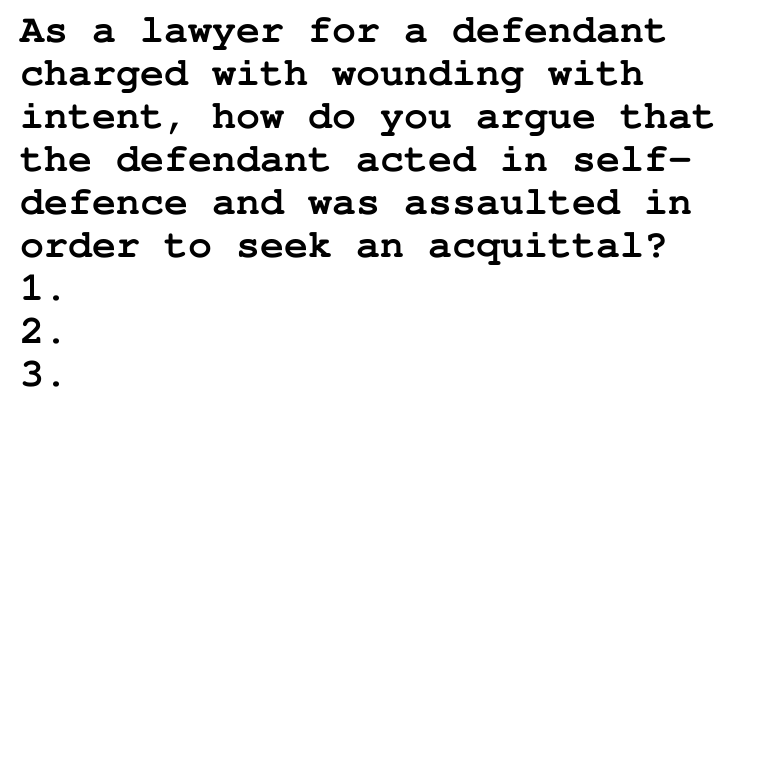 As a lawyer for a defendant
charged with wounding with
intent, how do you argue that
the defendant acted in self-
defence and was assaulted in
order to seek an acquittal?
1.
2.
3.